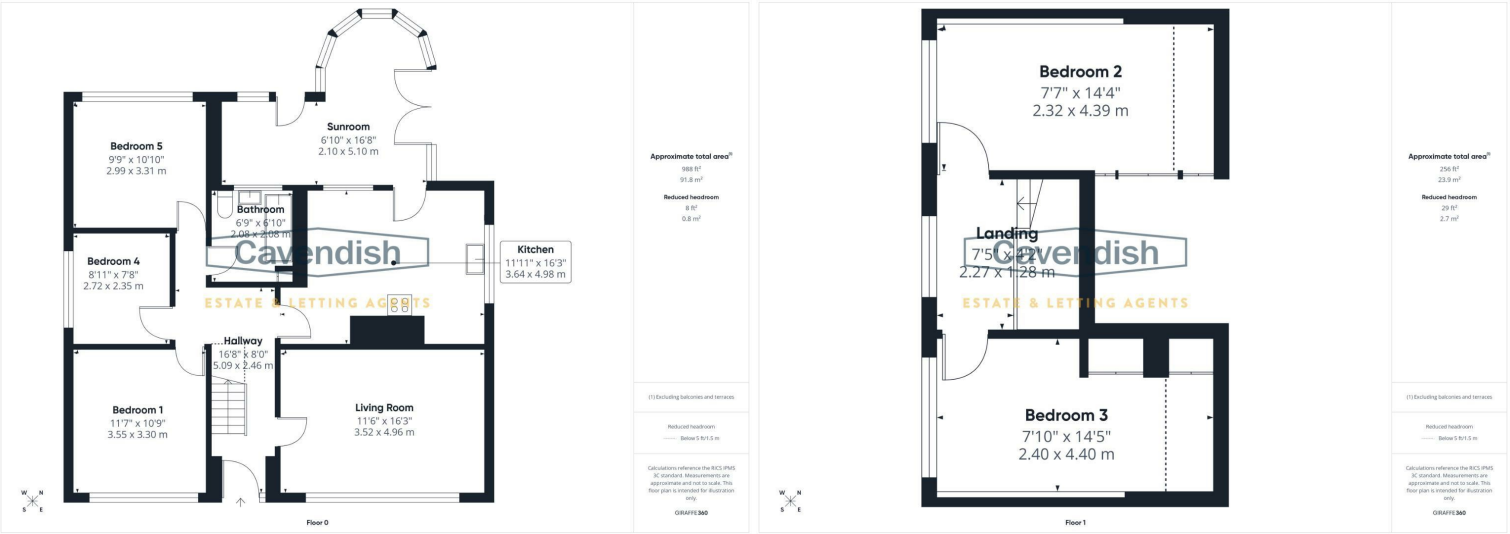 Bedroom 5
9'9" x 10'10"
2.99 x 3.31 m
Sunroom
6'10" x 16'8"
2.10 x 5.10 m
Bathroom
6'9" x 6'10"
2.08 x 2.08 m
Bedroom 4
8'11" x 7'8"
2.72 x 2.35 m
Cavendish
ESTATE & LETTING AGENTS
Kitchen
11'11" x 16'3"
3.64 x 4.98 m
Hallway
16'8" x 8'0"
5.09 x 2.46 m
Bedroom 1
11'7" x 10'9"
3.55 x 3.30 m
Living Room
11'6" x 16'3"
3.52 x 4.96 m
W N
S E
Floor 0
Approximate total area(1)
988 ft²
91.8 m²
Reduced headroom
8 ft²
0.8 m²
(1) Excluding balconies and terraces
Reduced headroom
Below 5 ft/1.5 m
Calculations reference the RICS IPMS
3C standard. Measurements are
approximate and not to scale. This
floor plan is intended for illustration
only.
GIRAFFE360
Bedroom 2
7'7" x 14'4"
2.32 x 4.39 m
Landing
7'5" x 4'2"
2.27 x 1.28 m
Cavendish
ESTATE & LETTING AGENTS
Bedroom 3
7'10" x 14'5"
2.40 x 4.40 m
W N
S E
Floor 1
Approximate total area(1)
256 ft²
23.9 m²
Reduced headroom
29 ft²
2.7 m²
(1) Excluding balconies and terraces
Reduced headroom
Below 5 ft/1.5 m
Calculations reference the RICS IPMS
3C standard. Measurements are
approximate and not to scale. This
floor plan is intended for illustration
only.
GIRAFFE360